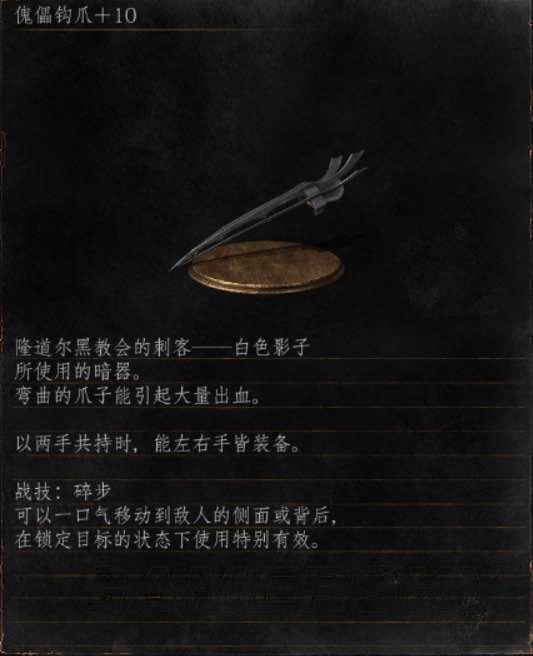 傀儡钩爪＋10
隆道尔黑教会的刺客——白色影子
所使用的暗器。
弯曲的爪子能引起大量出血。
以两手共持时，能左右手皆装备。
战技：碎步
可以一口气移动到敌人的侧面或背后，
在锁定目标的状态下使用特别有效。
GAMERSKY